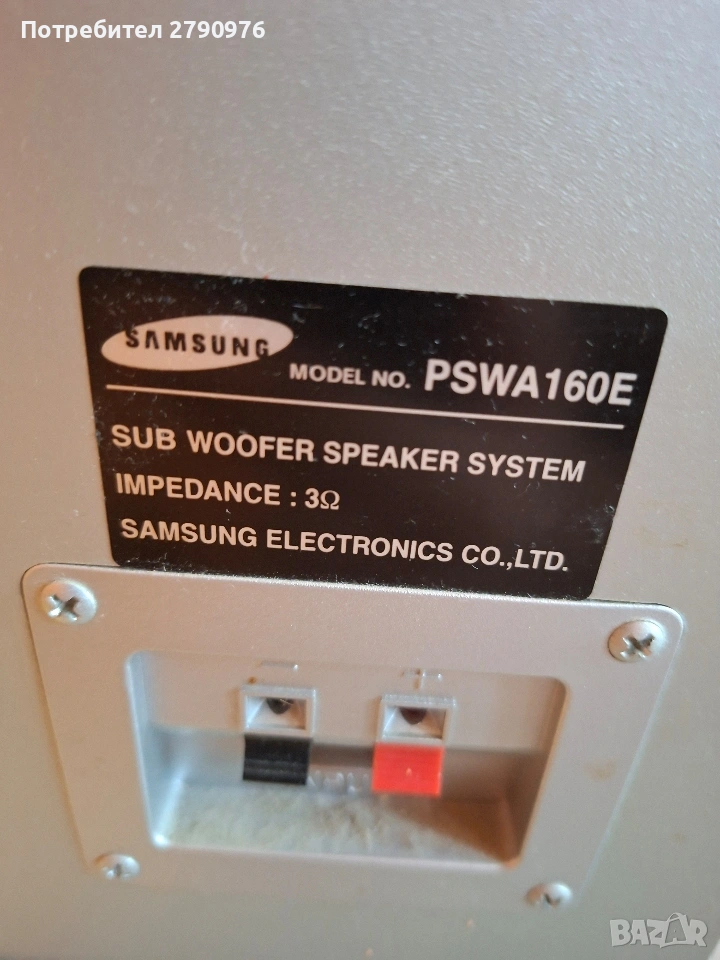 Потребител 2790976
SAMSUNG
MODEL NO. PSWA160E
SUB WOOFER SPEAKER SYSTEM
IMPEDANCE : 3Ω
SAMSUNG ELECTRONICS CO.,LTD.
BAZAR